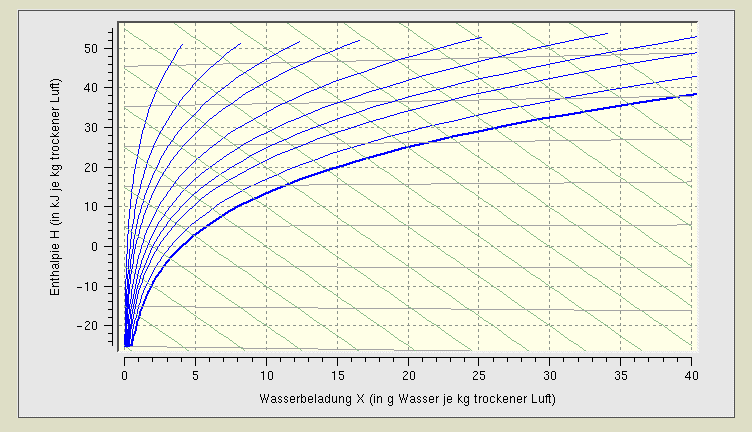 50
40
30
20
10
0
-10
-20
Enthalpie H (in kJ je kg trockener Luft)
0 5 10 15 20 25 30 35 40
Wasserbeladung X (in g Wasser je kg trockener Luft)